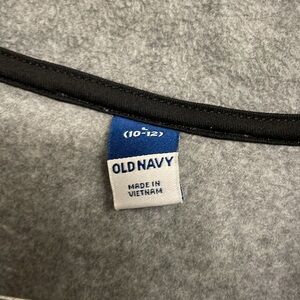 L
(10-12)
OLD NAVY
MADE IN
VIETNAM